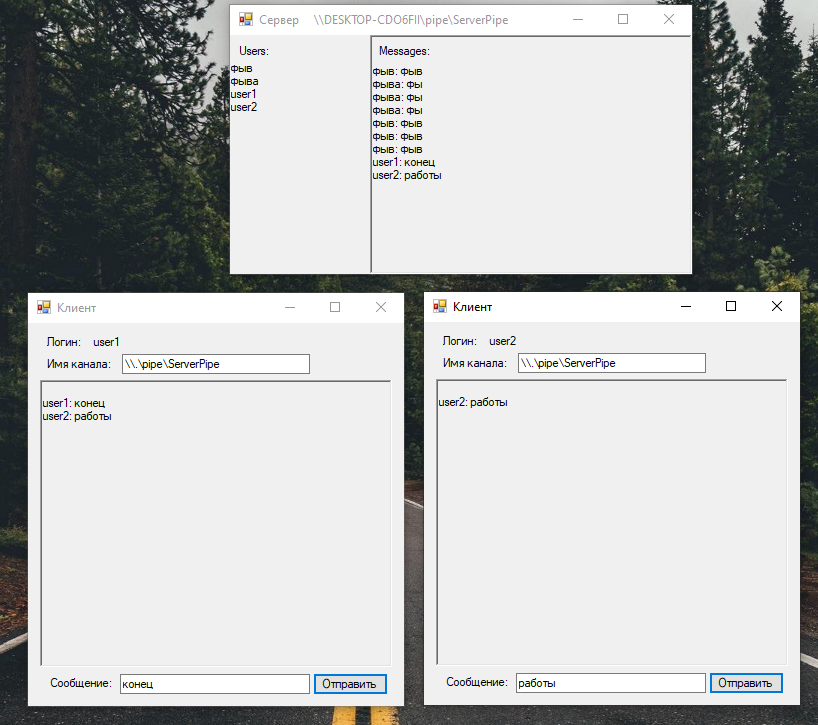 Сервер \\DESKTOP-CDO6FII\pipe\ServerPipe
Users:
фыв
фыва
user1
user2
Messages:
фыв: фыв
фыва: фы
фыва: фы
фыва: фы
фыв: фыв
фыв: фыв
фыв: фыв
user1: конец
user2: работы
Клиент
Логин: user1
Имя канала: \\.\pipe\ServerPipe
user1: конец
user2: работы
Сообщение: конец Отправить
Клиент
Логин: user2
Имя канала: \\.\pipe\ServerPipe
user2: работы
Сообщение: работы Отправить